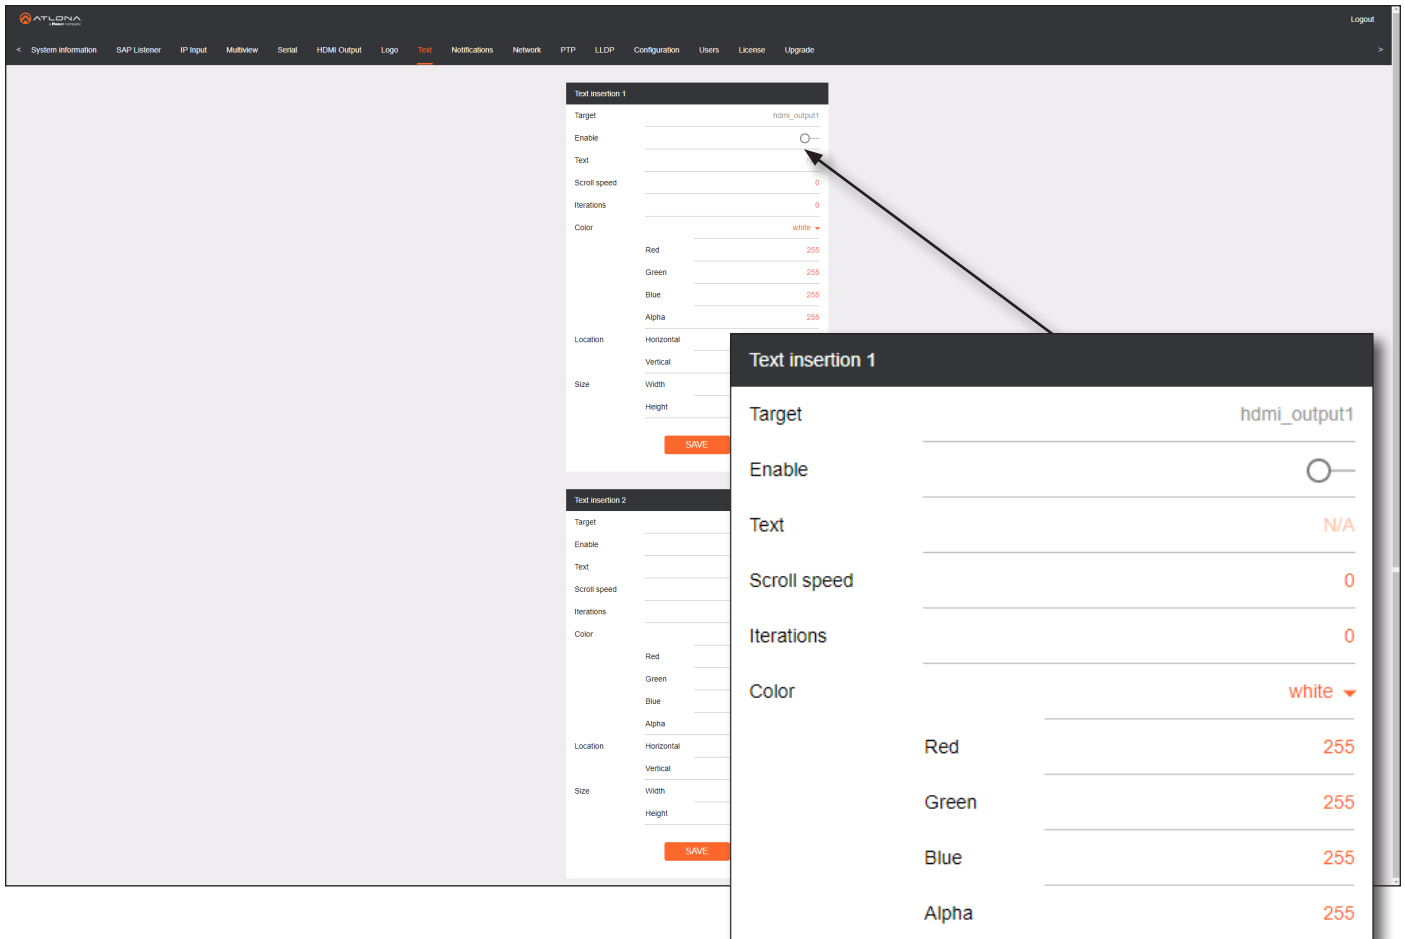 ATLONA
Logout
< System information SAP Listener IP Input Multiview Serial HDMI Output Logo Text Notifications Network PTP LLDP Configuration Users License Upgrade >
Text insertion 1
Target hdmi_output1
Enable
Text
Scroll speed 0
Iterations 0
Color white
Red 255
Green 255
Blue 255
Alpha 255
Location Horizontal
Vertical
Size Width
Height
SAVE
Text insertion 2
Target
Enable
Text
Scroll speed
Iterations
Color
Red
Green
Blue
Alpha
Location Horizontal
Vertical
Size Width
Height
SAVE
Text insertion 1
Target hdmi_output1
Enable
Text N/A
Scroll speed 0
Iterations 0
Color white
Red 255
Green 255
Blue 255
Alpha 255